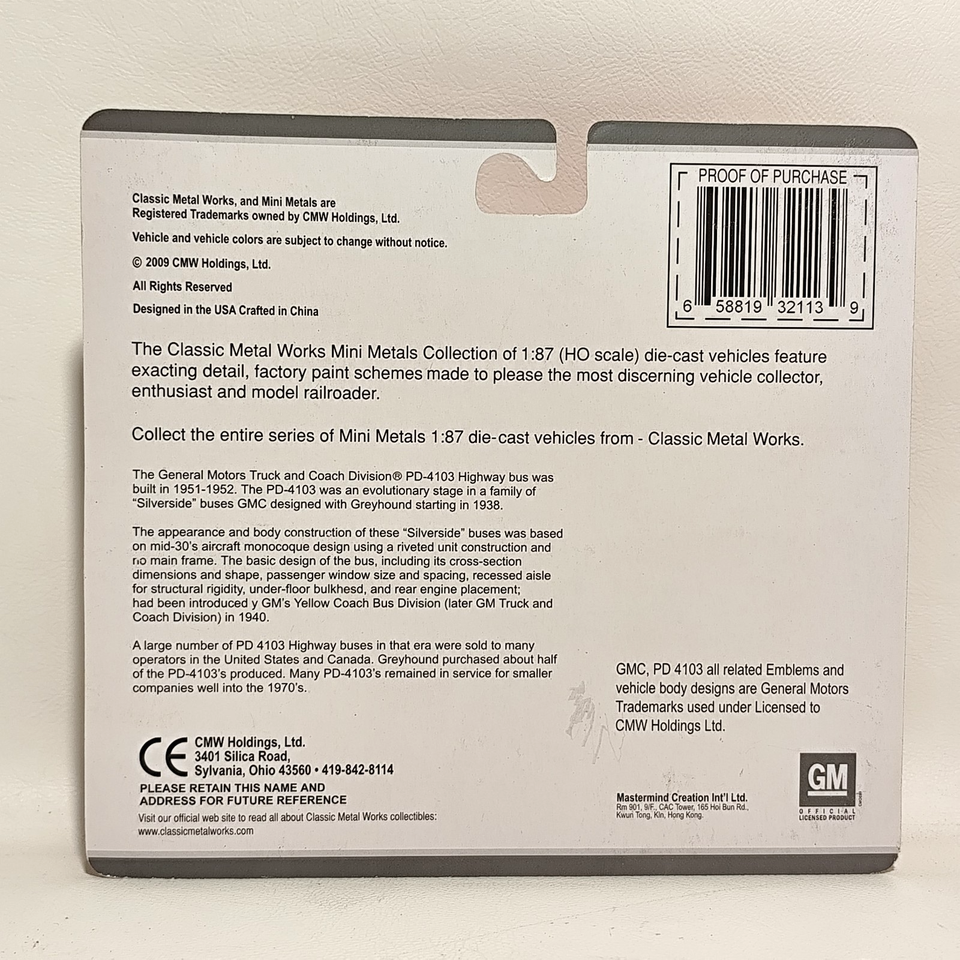 PROOF OF PURCHASE
6 58819 32113 9
Classic Metal Works, and Mini Metals are
Registered Trademarks owned by CMW Holdings, Ltd.
Vehicle and vehicle colors are subject to change without notice.
© 2009 CMW Holdings, Ltd.
All Rights Reserved
Designed in the USA Crafted in China
The Classic Metal Works Mini Metals Collection of 1:87 (HO scale) die-cast vehicles feature
exacting detail, factory paint schemes made to please the most discerning vehicle collector,
enthusiast and model railroader.
Collect the entire series of Mini Metals 1:87 die-cast vehicles from - Classic Metal Works.
The General Motors Truck and Coach Division® PD-4103 Highway bus was
built in 1951-1952. The PD-4103 was an evolutionary stage in a family of
“Silverside” buses GMC designed with Greyhound starting in 1938.
The appearance and body construction of these “Silverside” buses was based
on mid-30’s aircraft monocoque design using a riveted unit construction and
no main frame. The basic design of the bus, including its cross-section
dimensions and shape, passenger window size and spacing, recessed aisle
for structural rigidity, under-floor bulkhesd, and rear engine placement;
had been introduced y GM’s Yellow Coach Bus Division (later GM Truck and
Coach Division) in 1940.
A large number of PD 4103 Highway buses in that era were sold to many
operators in the United States and Canada. Greyhound purchased about half
of the PD-4103’s produced. Many PD-4103’s remained in service for smaller
companies well into the 1970’s.
GMC, PD 4103 all related Emblems and
vehicle body designs are General Motors
Trademarks used under Licensed to
CMW Holdings Ltd.
CE
CMW Holdings, Ltd.
3401 Silica Road,
Sylvania, Ohio 43560 • 419-842-8114
PLEASE RETAIN THIS NAME AND
ADDRESS FOR FUTURE REFERENCE
Visit our official web site to read all about Classic Metal Works collectibles:
www.classicmetalworks.com
Mastermind Creation Int’l Ltd.
Rm 901, 9/F., CAC Tower, 165 Hoi Bun Rd.,
Kwun Tong, Kln, Hong Kong.
GM
OFFICIAL
LICENSED PRODUCT